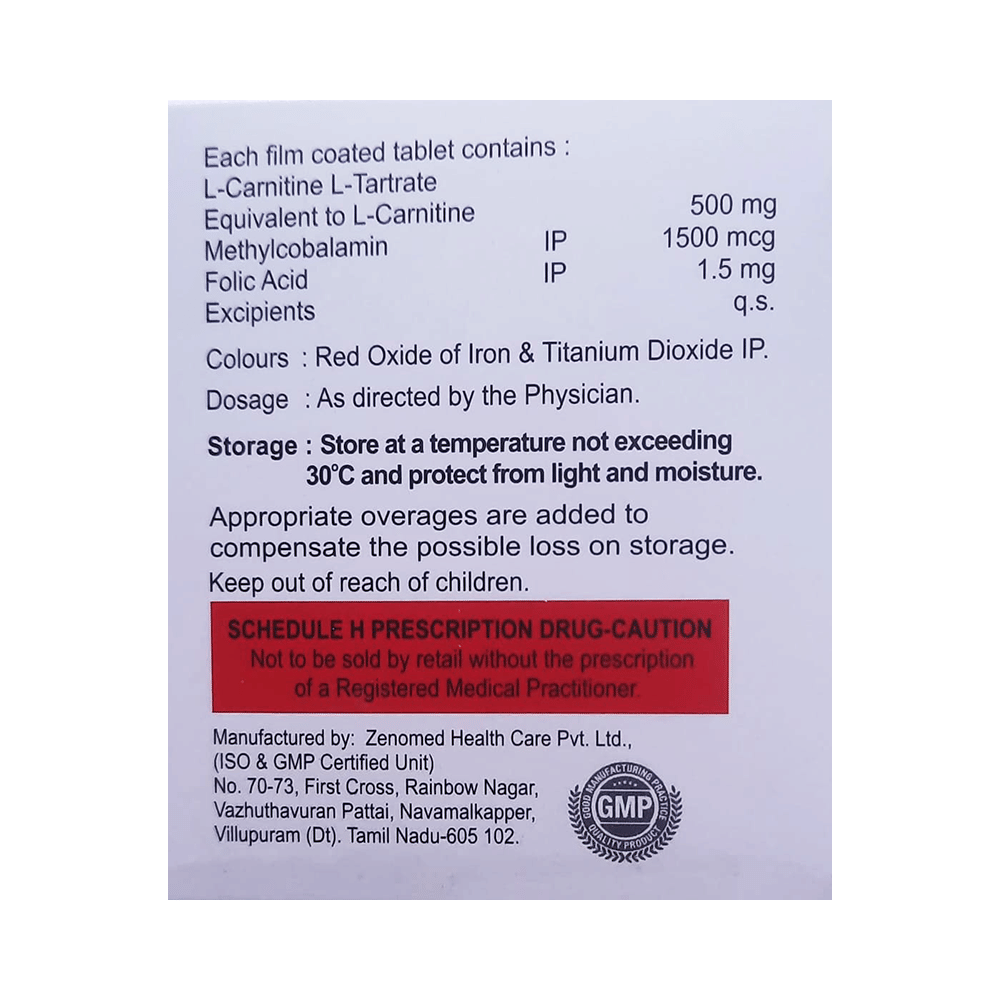 Each film coated tablet contains :
L-Carnitine L-Tartrate
Equivalent to L-Carnitine 500 mg
Methylcobalamin IP 1500 mcg
Folic Acid IP 1.5 mg
Excipients q.s.
Colours : Red Oxide of Iron & Titanium Dioxide IP.
Dosage : As directed by the Physician.
Storage : Store at a temperature not exceeding
30°C and protect from light and moisture.
Appropriate overages are added to
compensate the possible loss on storage.
Keep out of reach of children.
SCHEDULE H PRESCRIPTION DRUG-CAUTION
Not to be sold by retail without the prescription
of a Registered Medical Practitioner.
Manufactured by: Zenomed Health Care Pvt. Ltd.,
(ISO & GMP Certified Unit)
No. 70-73, First Cross, Rainbow Nagar,
Vazhuthavuran Pattai, Navamalkapper,
Villupuram (Dt). Tamil Nadu-605 102.
GOOD MANUFACTURING PRACTICE
GMP
QUALITY PRODUCT